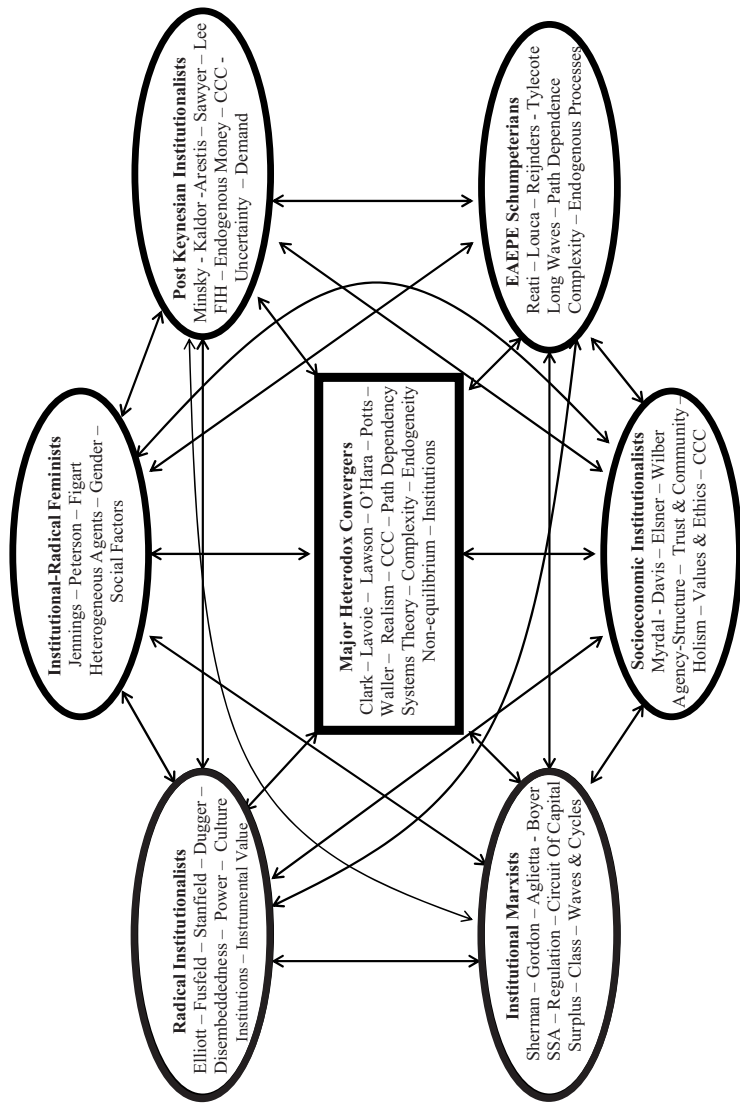 Institutional-Radical Feminists
Jennings – Peterson – Figart
Heterogeneous Agents – Gender –
Social Factors
Radical Institutionalists
Elliott – Fusfeld – Stanfield – Dugger –
Disembeddedness – Power – Culture
Institutions – Instrumental Value
Post Keynesian Institutionalists
Minsky - Kaldor -Arestis – Sawyer – Lee
FIH – Endogenous Money – CCC -
Uncertainty – Demand
Major Heterodox Convergers
Clark – Lavoie – Lawson – O'Hara – Potts –
Waller – Realism – CCC – Path Dependency
Systems Theory – Complexity – Endogeneity
Non-equilibrium – Institutions
Institutional Marxists
Sherman – Gordon – Aglietta - Boyer
SSA – Regulation – Circuit Of Capital
Surplus – Class – Waves & Cycles
EAEPE Schumpeterians
Reati – Louca – Reijnders - Tylecote
Long Waves – Path Dependence
Complexity – Endogenous Processes
Socioeconomic Institutionalists
Myrdal - Davis – Elsner – Wilber
Agency-Structure – Trust & Community –
Holism – Values & Ethics – CCC